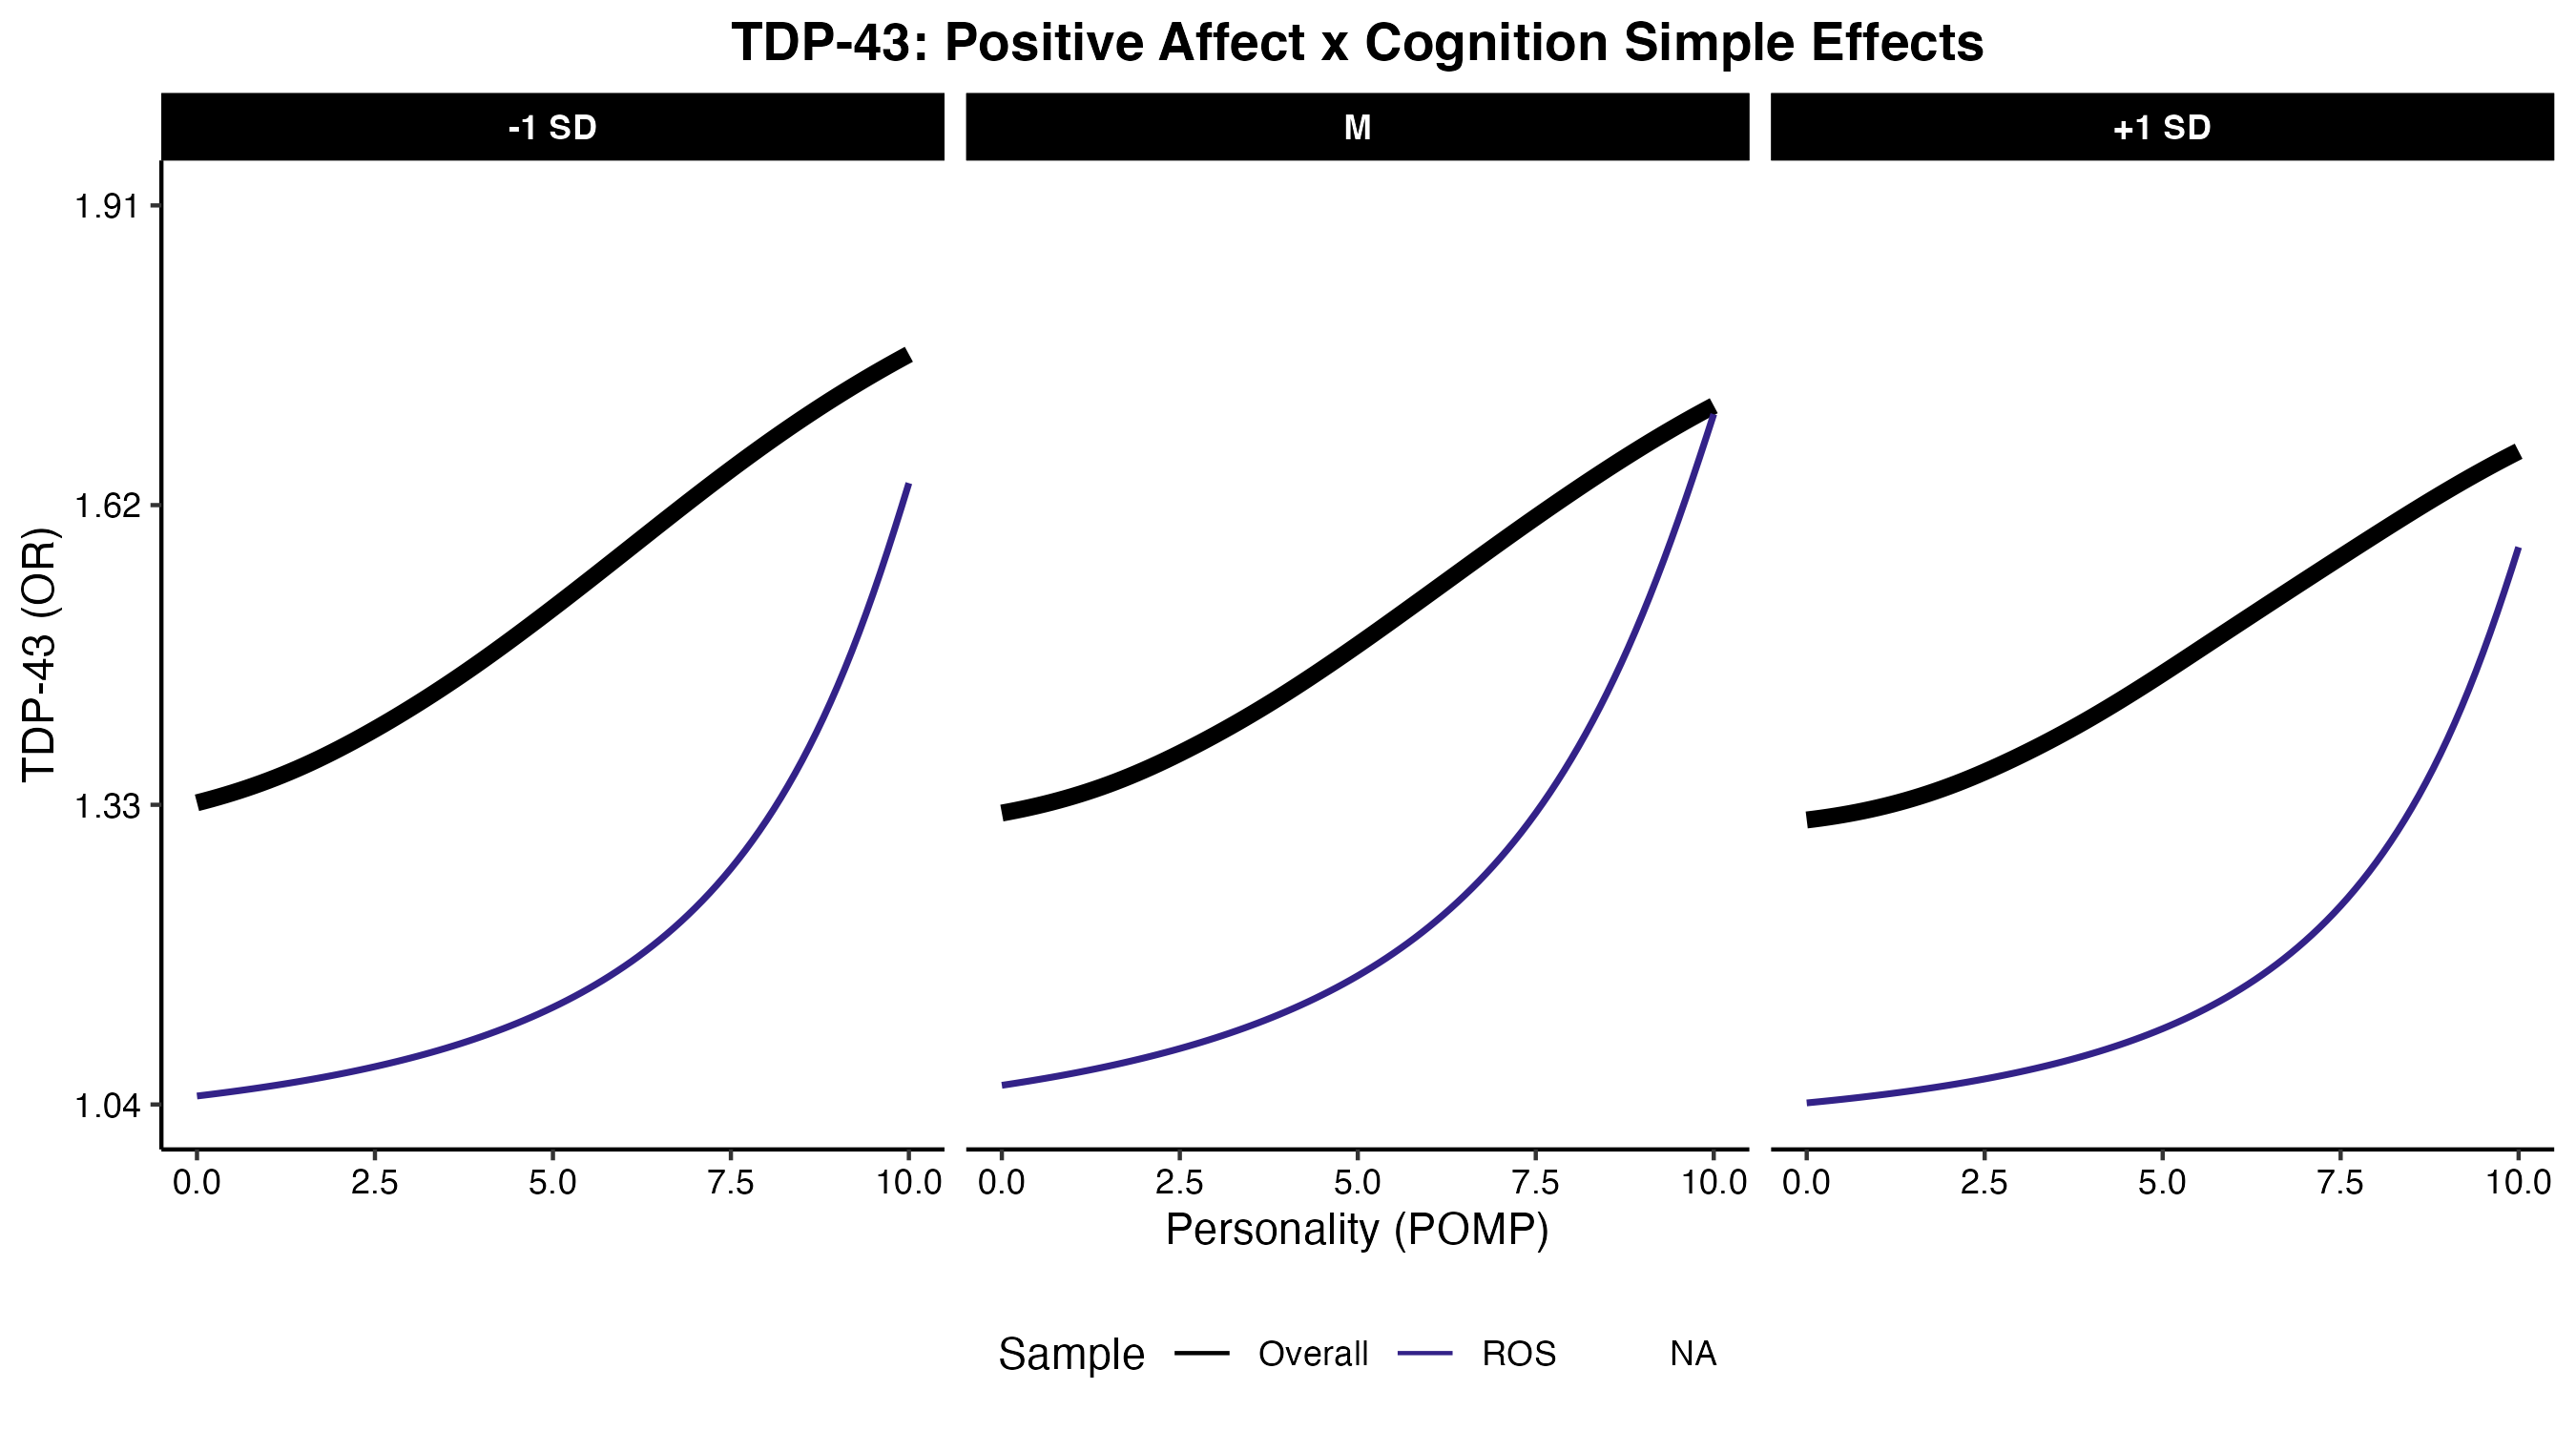 TDP-43: Positive Affect x Cognition Simple Effects
-1 SD M +1 SD
TDP-43 (OR)
1.91
1.62
1.33
1.04
0.0 2.5 5.0 7.5 10.0 0.0 2.5 5.0 7.5 10.0 0.0 2.5 5.0 7.5 10.0
Personality (POMP)
Sample Overall ROS NA